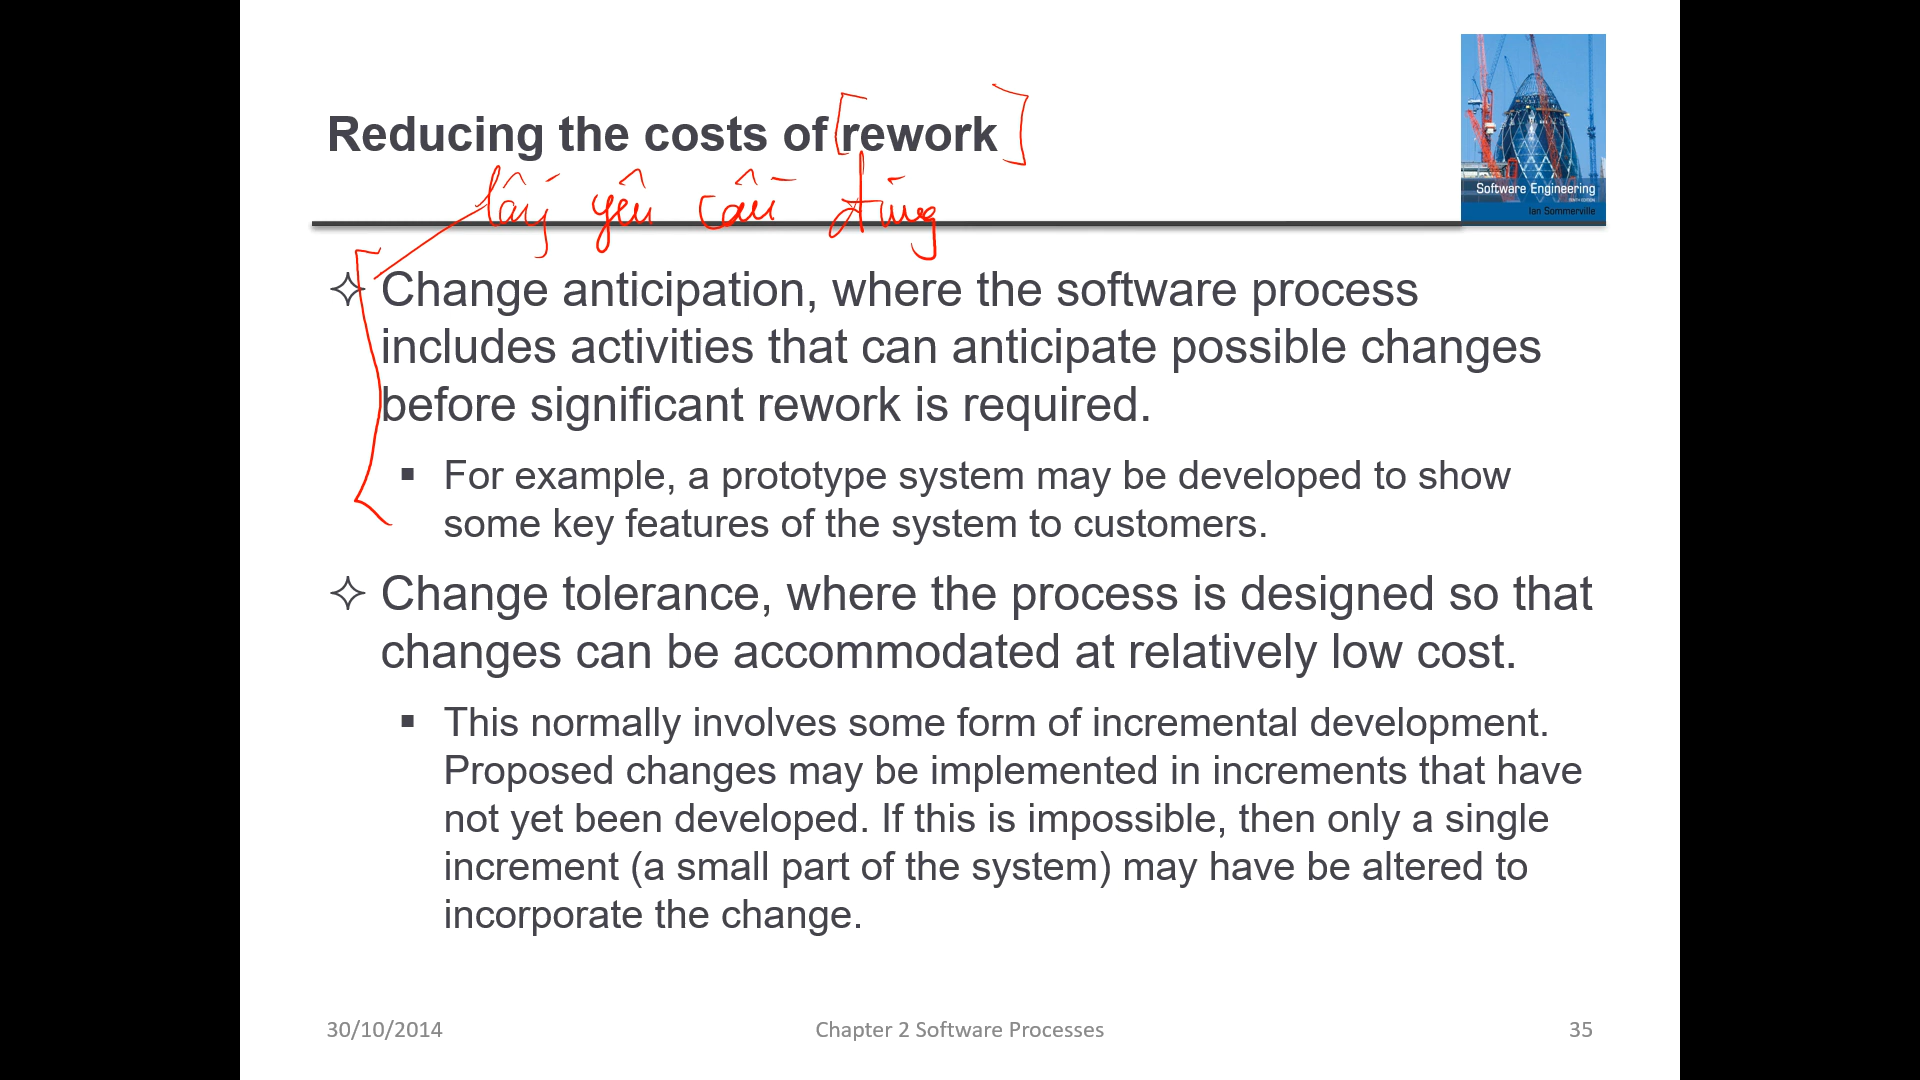 Reducing the costs of [rework]
lấy yêu cầu đúng
Software Engineering
Ian Sommerville
Change anticipation, where the software process
includes activities that can anticipate possible changes
before significant rework is required.
For example, a prototype system may be developed to show
some key features of the system to customers.
Change tolerance, where the process is designed so that
changes can be accommodated at relatively low cost.
This normally involves some form of incremental development.
Proposed changes may be implemented in increments that have
not yet been developed. If this is impossible, then only a single
increment (a small part of the system) may have be altered to
incorporate the change.
30/10/2014
Chapter 2 Software Processes
35